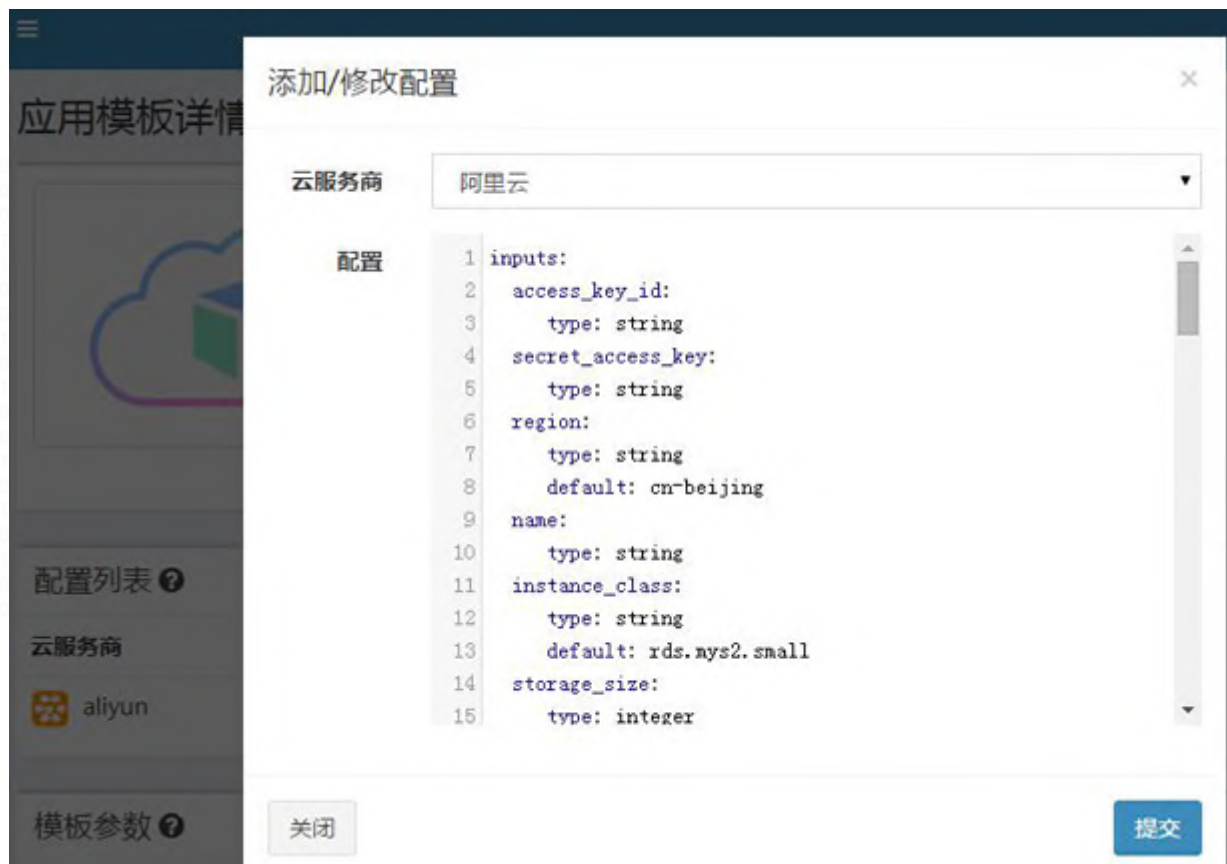 添加/修改配置
×
应用模板详情
云服务商
阿里云
配置
1 inputs:
2 access_key_id:
3 type: string
4 secret_access_key:
5 type: string
6 region:
7 type: string
8 default: cn-beijing
9 name:
10 type: string
11 instance_class:
12 type: string
13 default: rds.mys2.small
14 storage_size:
15 type: integer
配置列表
云服务商
aliyun
模板参数
关闭
提交